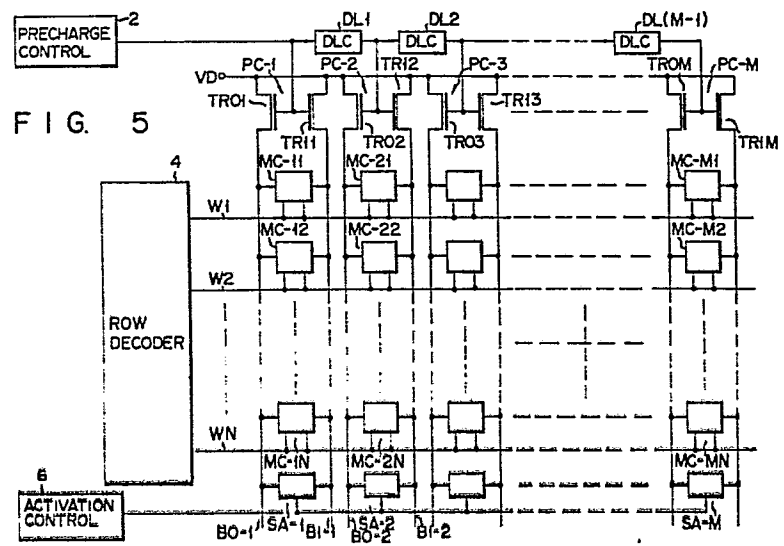 PRECHARGE CONTROL
2
DL1
DLC
DL2
DLC
DL(M-1)
DLC
VD
PC-1
PC-2
TR12
PC-3
TR0M
PC-M
TR01
TR11
TR02
TR03
TR13
TR1M
FIG. 5
4
MC-11
MC-21
MC-M1
W1
MC-12
MC-22
MC-M2
W2
ROW DECODER
WN
MC-1N
MC-2N
MC-MN
6
ACTIVATION CONTROL
B0-1
SA-1
B1-1
SA-2
B0-2
B1-2
SA-M